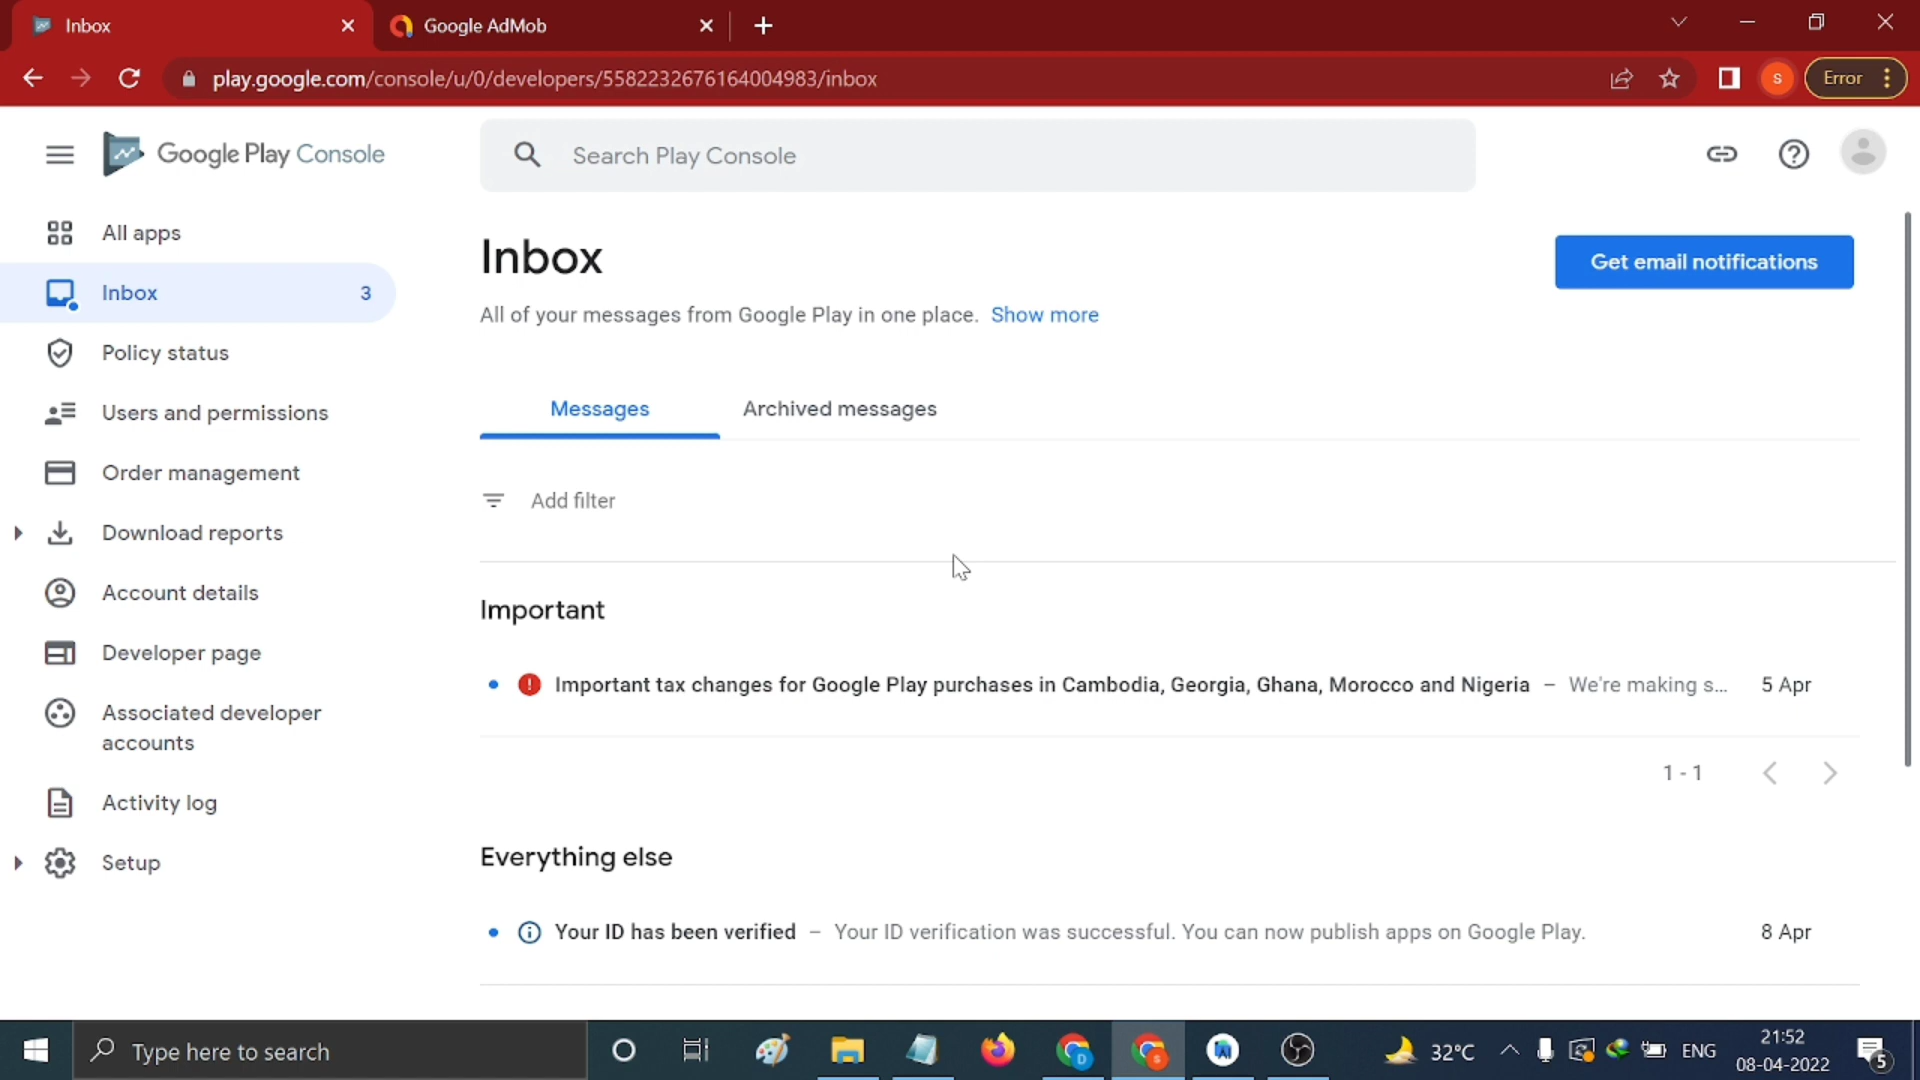 Inbox
Google AdMob
play.google.com/console/u/0/developers/5582232676164004983/inbox
s
Error
Google Play Console
Search Play Console
All apps
Inbox 3
Policy status
Users and permissions
Order management
Download reports
Account details
Developer page
Associated developer
accounts
Activity log
Setup
Inbox
Get email notifications
All of your messages from Google Play in one place. Show more
Messages Archived messages
Add filter
Important
Important tax changes for Google Play purchases in Cambodia, Georgia, Ghana, Morocco and Nigeria – We're making s... 5 Apr
1 - 1
Everything else
Your ID has been verified – Your ID verification was successful. You can now publish apps on Google Play. 8 Apr
Type here to search
D
s
32°C
ENG
21:52
08-04-2022
5